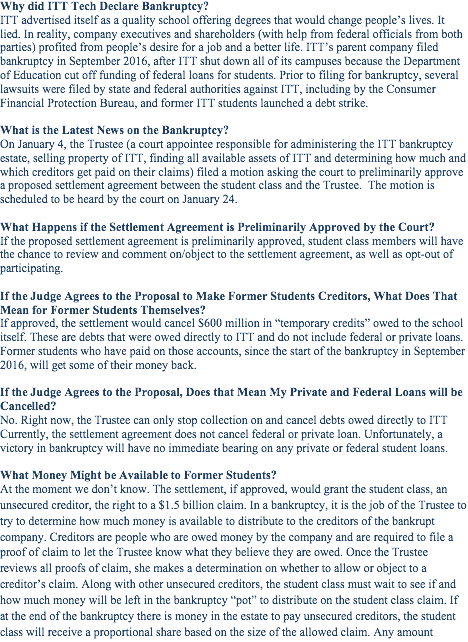 Why did ITT Tech Declare Bankruptcy?
ITT advertised itself as a quality school offering degrees that would change people's lives. It
lied. In reality, company executives and shareholders (with help from federal officials from both
parties) profited from people's desire for a job and a better life. ITT's parent company filed
bankruptcy in September 2016, after ITT shut down all of its campuses because the Department
of Education cut off funding of federal loans for students. Prior to filing for bankruptcy, several
lawsuits were filed by state and federal authorities against ITT, including by the Consumer
Financial Protection Bureau, and former ITT students launched a debt strike.
What is the Latest News on the Bankruptcy?
On January 4, the Trustee (a court appointee responsible for administering the ITT bankruptcy
estate, selling property of ITT, finding all available assets of ITT and determining how much and
which creditors get paid on their claims) filed a motion asking the court to preliminarily approve
a proposed settlement agreement between the student class and the Trustee. The motion is
scheduled to be heard by the court on January 24.
What Happens if the Settlement Agreement is Preliminarily Approved by the Court?
If the proposed settlement agreement is preliminarily approved, student class members will have
the chance to review and comment on/object to the settlement agreement, as well as opt-out of
participating.
If the Judge Agrees to the Proposal to Make Former Students Creditors, What Does That
Mean for Former Students Themselves?
If approved, the settlement would cancel $600 million in "temporary credits" owed to the school
itself. These are debts that were owed directly to ITT and do not include federal or private loans.
Former students who have paid on those accounts, since the start of the bankruptcy in September
2016, will get some of their money back.
If the Judge Agrees to the Proposal, Does that Mean My Private and Federal Loans will be
Cancelled?
No. Right now, the Trustee can only stop collection on and cancel debts owed directly to ITT
Currently, the settlement agreement does not cancel federal or private loan. Unfortunately, a
victory in bankruptcy will have no immediate bearing on any private or federal student loans.
What Money Might be Available to Former Students?
At the moment we don't know. The settlement, if approved, would grant the student class, an
unsecured creditor, the right to a $1.5 billion claim. In a bankruptcy, it is the job of the Trustee to
try to determine how much money is available to distribute to the creditors of the bankrupt
company. Creditors are people who are owed money by the company and are required to file a
proof of claim to let the Trustee know what they believe they are owed. Once the Trustee
reviews all proofs of claim, she makes a determination on whether to allow or object to a
creditor's claim. Along with other unsecured creditors, the student class must wait to see if and
how much money will be left in the bankruptcy "pot" to distribute on the student class claim. If
at the end of the bankruptcy there is money in the estate to pay unsecured creditors, the student
class will receive a proportional share based on the size of the allowed claim. Any amount